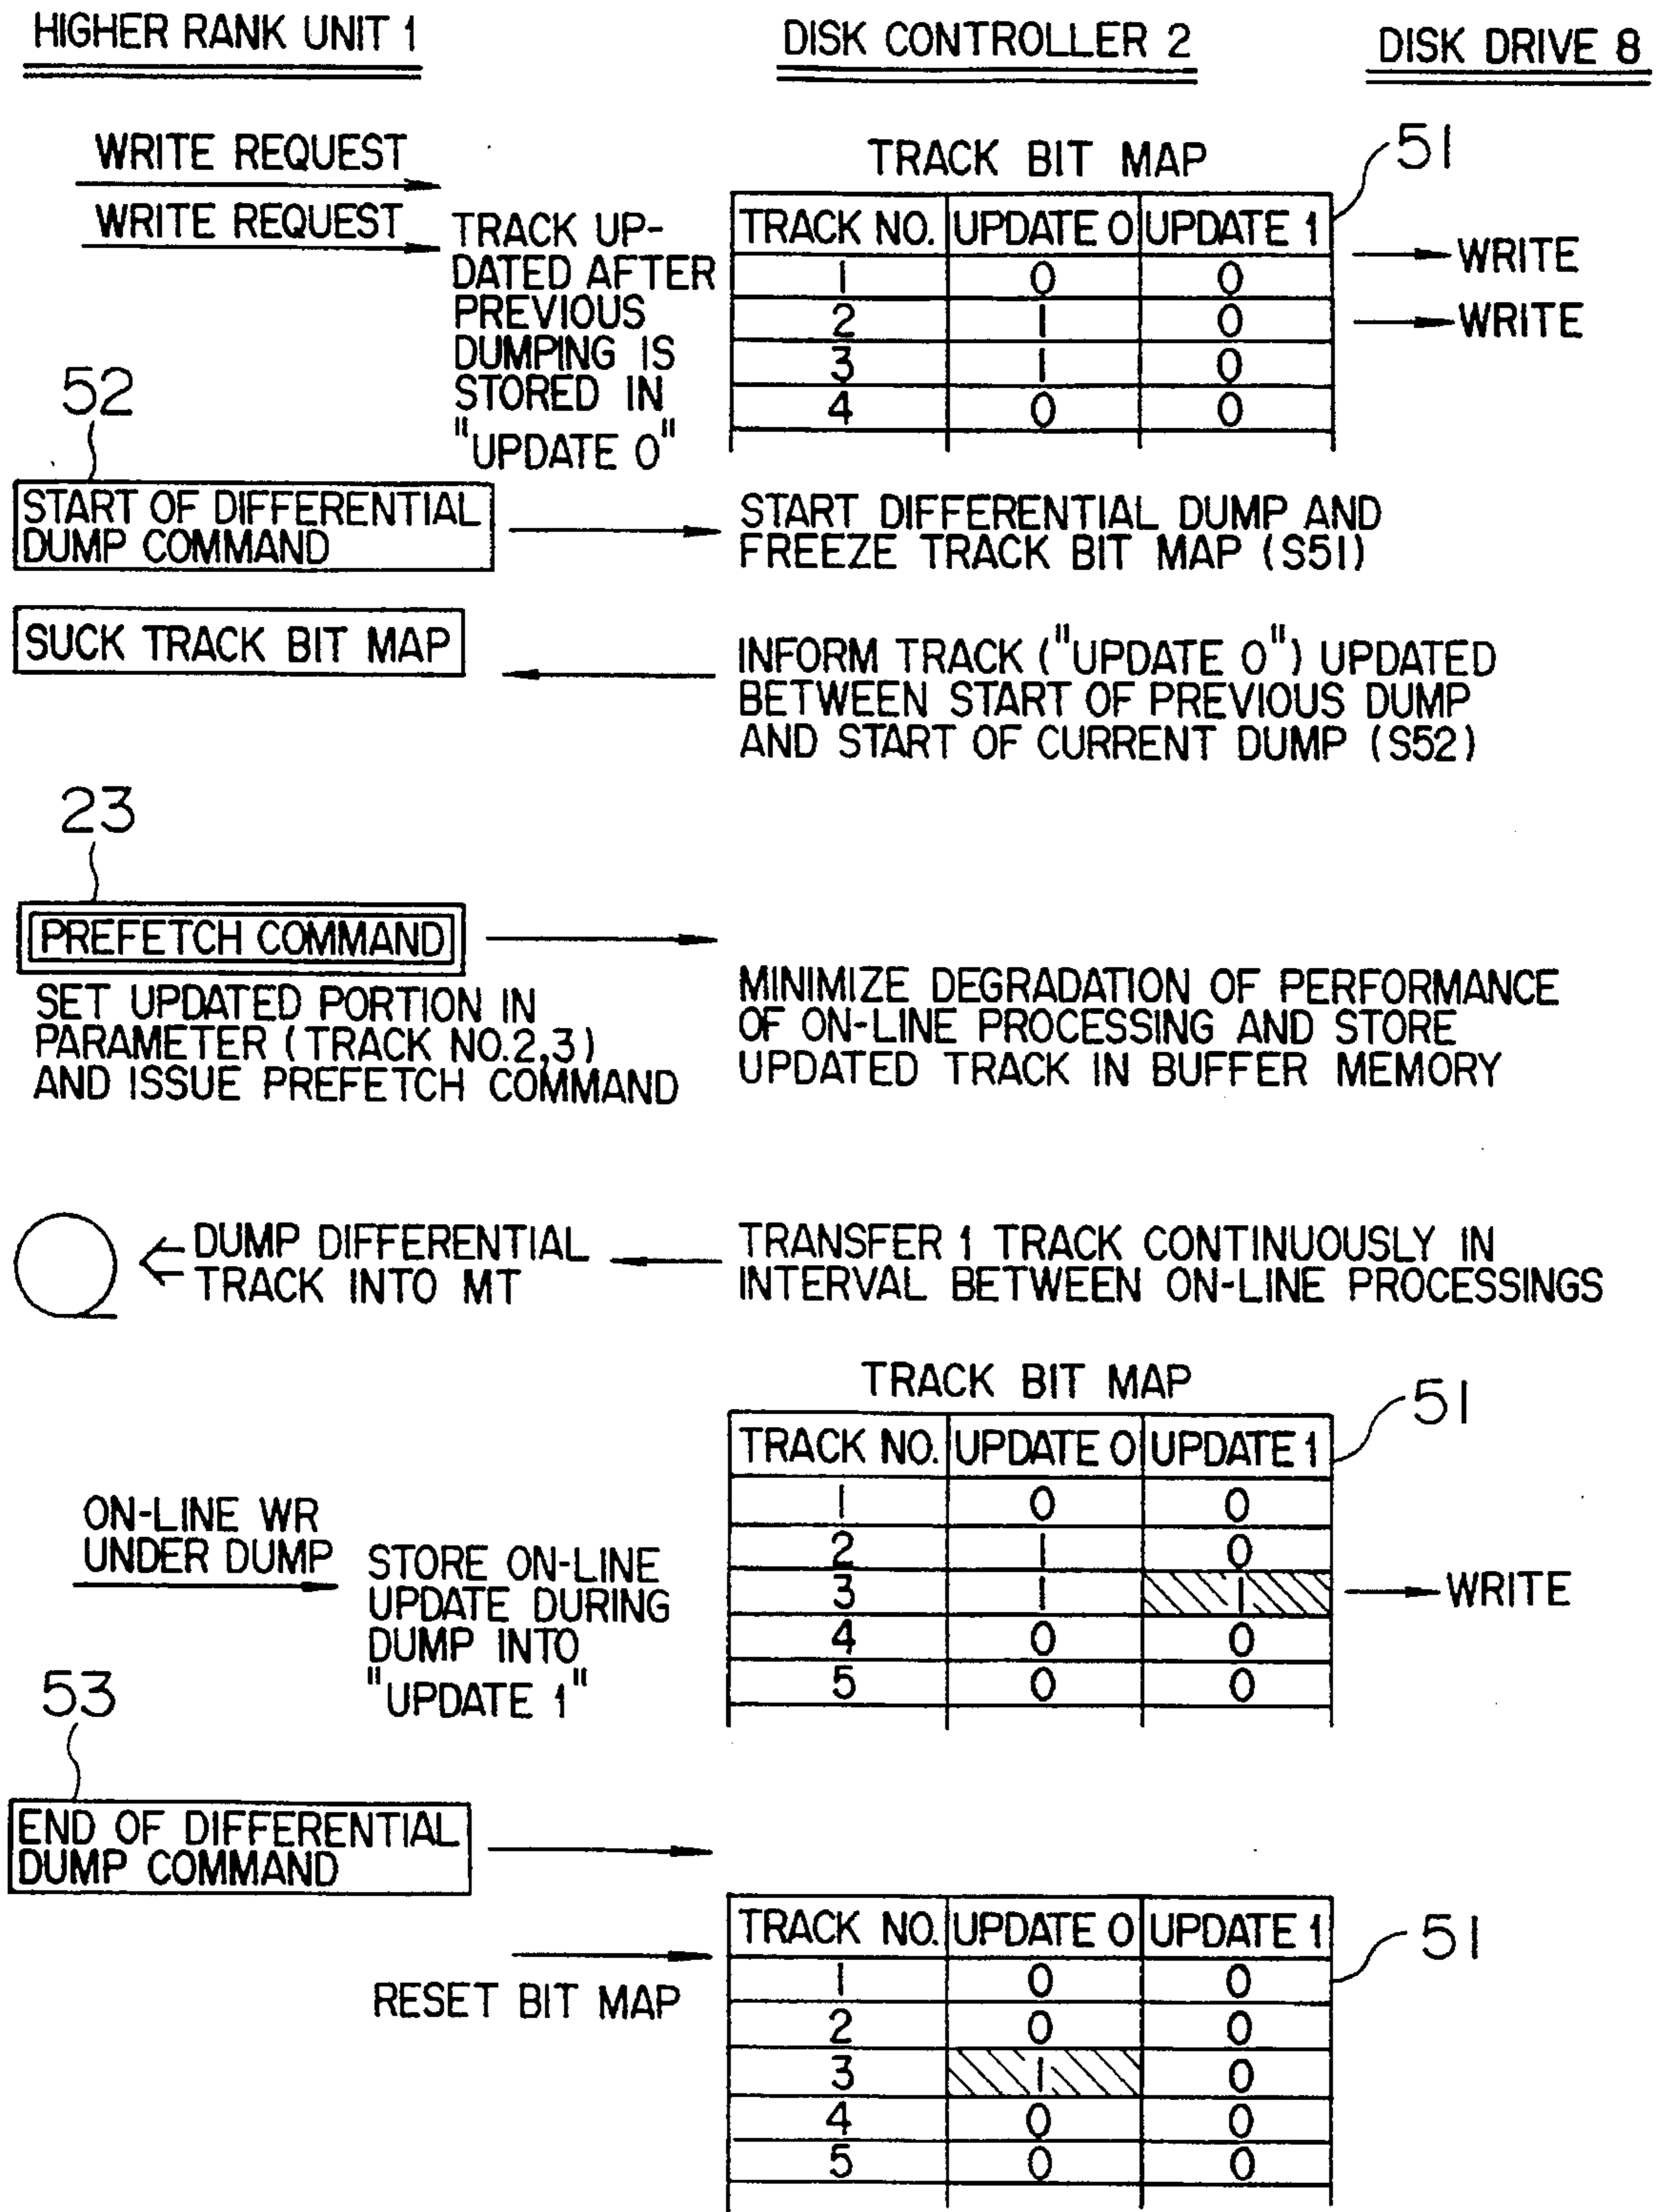 HIGHER RANK UNIT 1
DISK CONTROLLER 2
DISK DRIVE 8
WRITE REQUEST
WRITE REQUEST
TRACK UP-
DATED AFTER
PREVIOUS
DUMPING IS
STORED IN
"UPDATE 0"
TRACK BIT MAP
51
TRACK NO. UPDATE 0 UPDATE 1
1 0 0
2 1 0
3 1 0
4 0 0
WRITE
WRITE
52
START OF DIFFERENTIAL
DUMP COMMAND
START DIFFERENTIAL DUMP AND
FREEZE TRACK BIT MAP (S51)
SUCK TRACK BIT MAP
INFORM TRACK ("UPDATE 0") UPDATED
BETWEEN START OF PREVIOUS DUMP
AND START OF CURRENT DUMP (S52)
23
PREFETCH COMMAND
SET UPDATED PORTION IN
PARAMETER (TRACK NO.2,3)
AND ISSUE PREFETCH COMMAND
MINIMIZE DEGRADATION OF PERFORMANCE
OF ON-LINE PROCESSING AND STORE
UPDATED TRACK IN BUFFER MEMORY
DUMP DIFFERENTIAL
TRACK INTO MT
TRANSFER 1 TRACK CONTINUOUSLY IN
INTERVAL BETWEEN ON-LINE PROCESSINGS
TRACK BIT MAP
51
TRACK NO. UPDATE 0 UPDATE 1
1 0 0
2 1 0
3 1 1
4 0 0
5 0 0
WRITE
ON-LINE WR
UNDER DUMP
STORE ON-LINE
UPDATE DURING
DUMP INTO
"UPDATE 1"
53
END OF DIFFERENTIAL
DUMP COMMAND
RESET BIT MAP
51
TRACK NO. UPDATE 0 UPDATE 1
1 0 0
2 0 0
3 1 0
4 0 0
5 0 0